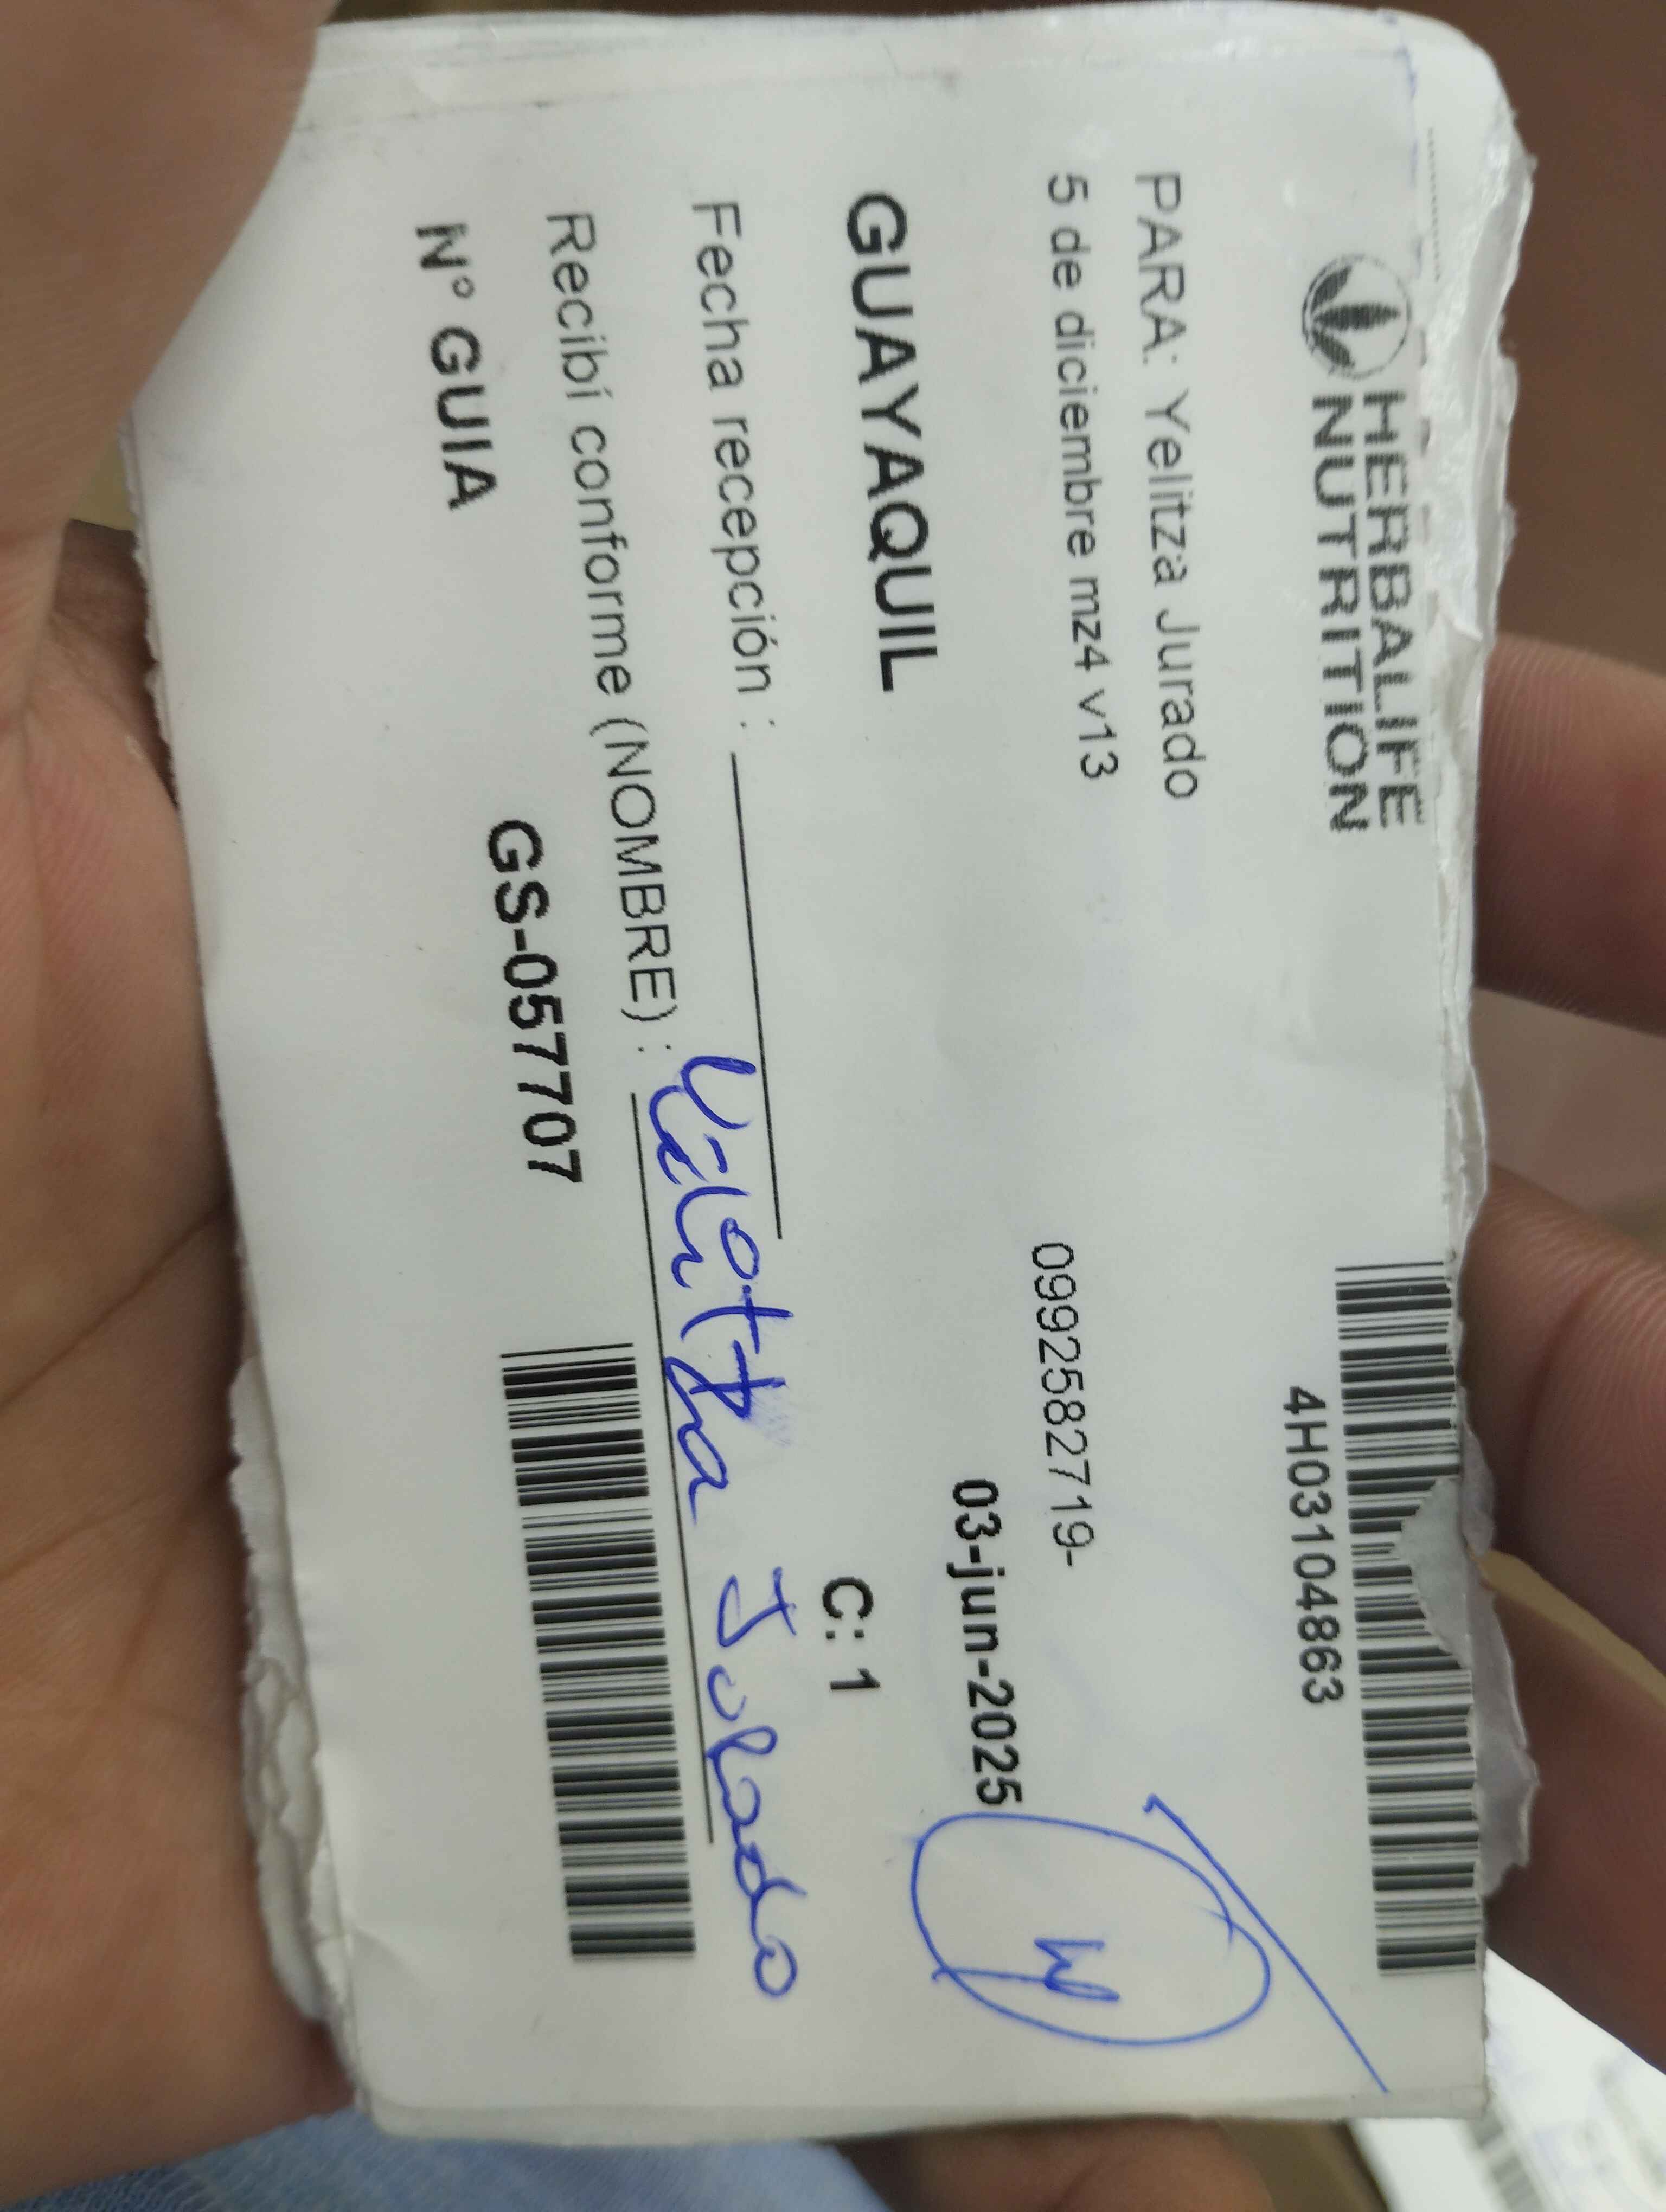 HERBALIFE
NUTRITION
4H03104863
PARA: Yelitza Jurado
5 de diciembre mz4 v13
0992582719-
03-jun-2025
GUAYAQUIL
C: 1
Fecha recepción :
Recibí conforme (NOMBRE) : Yelitza Jurado
N° GUIA
GS-057707